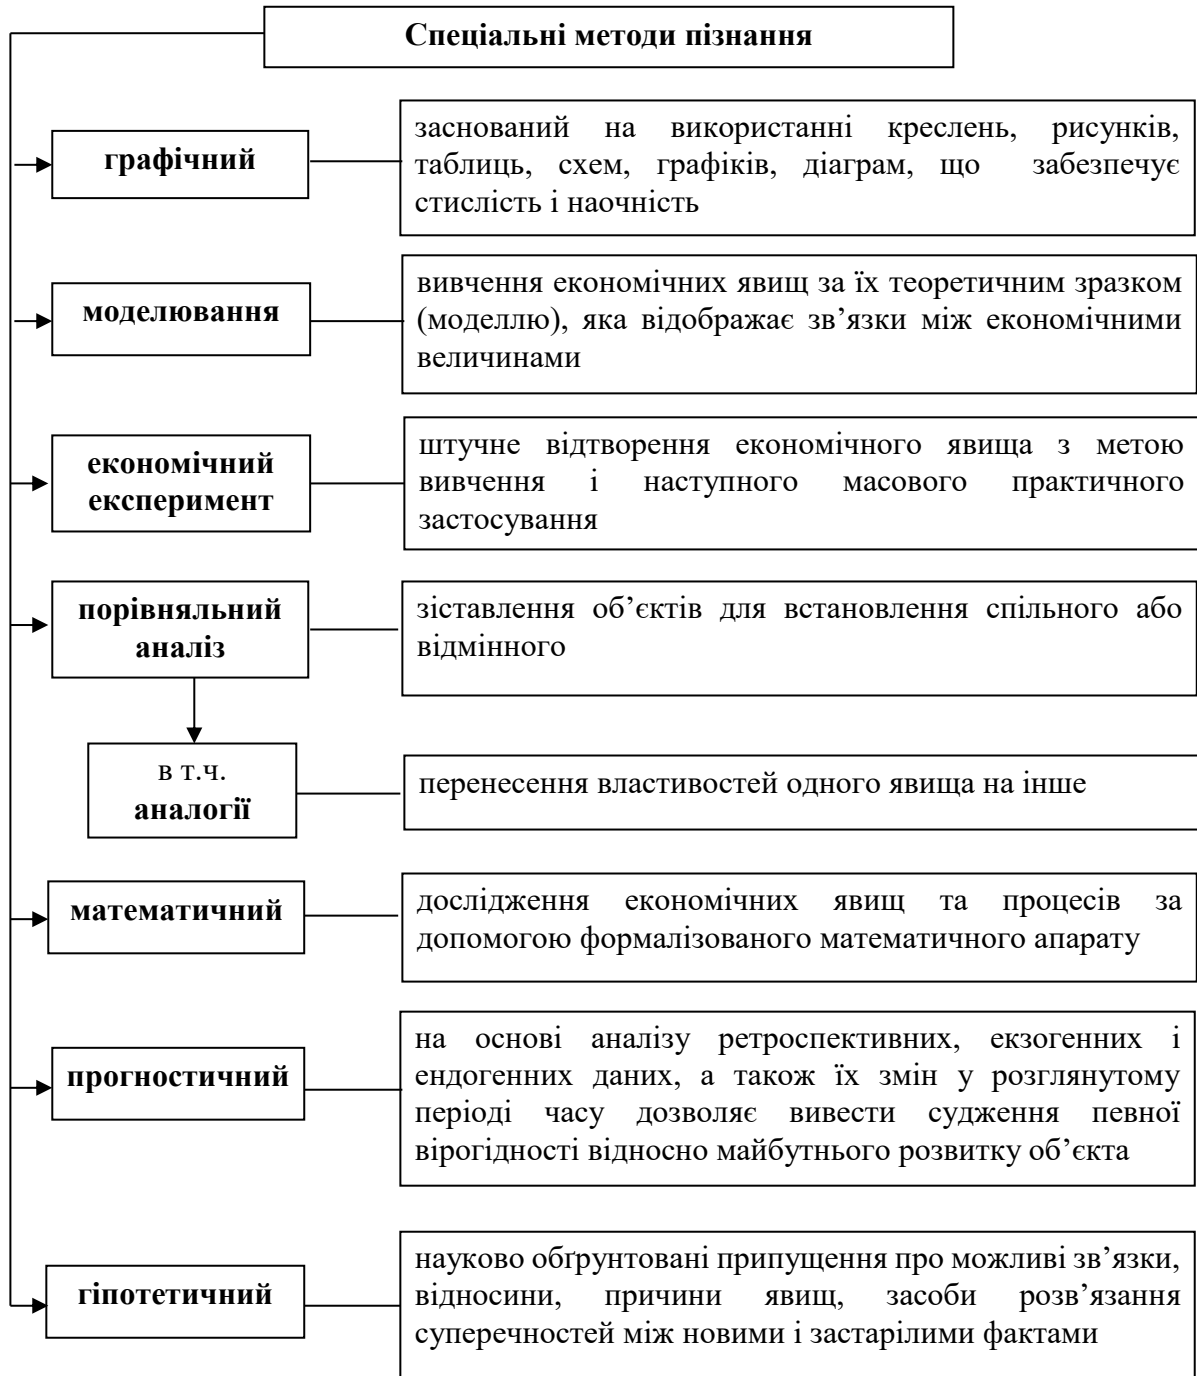 Спеціальні методи пізнання
графічний
заснований на використанні креслень, рисунків,
таблиць, схем, графіків, діаграм, що забезпечує
стислість і наочність
моделювання
вивчення економічних явищ за їх теоретичним зразком
(моделлю), яка відображає зв’язки між економічними
величинами
економічний
експеримент
штучне відтворення економічного явища з метою
вивчення і наступного масового практичного
застосування
порівняльний
аналіз
зіставлення об’єктів для встановлення спільного або
відмінного
в т.ч.
аналогії
перенесення властивостей одного явища на інше
математичний
дослідження економічних явищ та процесів за
допомогою формалізованого математичного апарату
прогностичний
на основі аналізу ретроспективних, екзогенних і
ендогенних даних, а також їх змін у розглянутому
періоді часу дозволяє вивести судження певної
вірогідності відносно майбутнього розвитку об’єкта
гіпотетичний
науково обґрунтовані припущення про можливі зв’язки,
відносини, причини явищ, засоби розв’язання
суперечностей між новими і застарілими фактами